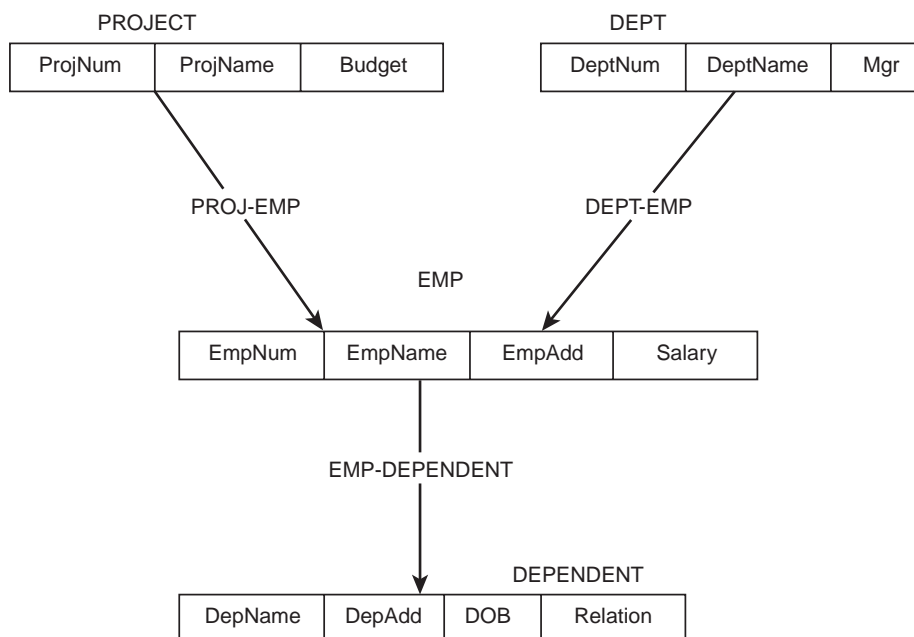 PROJECT DEPT
ProjNum ProjName Budget DeptNum DeptName Mgr
PROJ-EMP DEPT-EMP
EMP
EmpNum EmpName EmpAdd Salary
EMP-DEPENDENT
DEPENDENT
DepName DepAdd DOB Relation